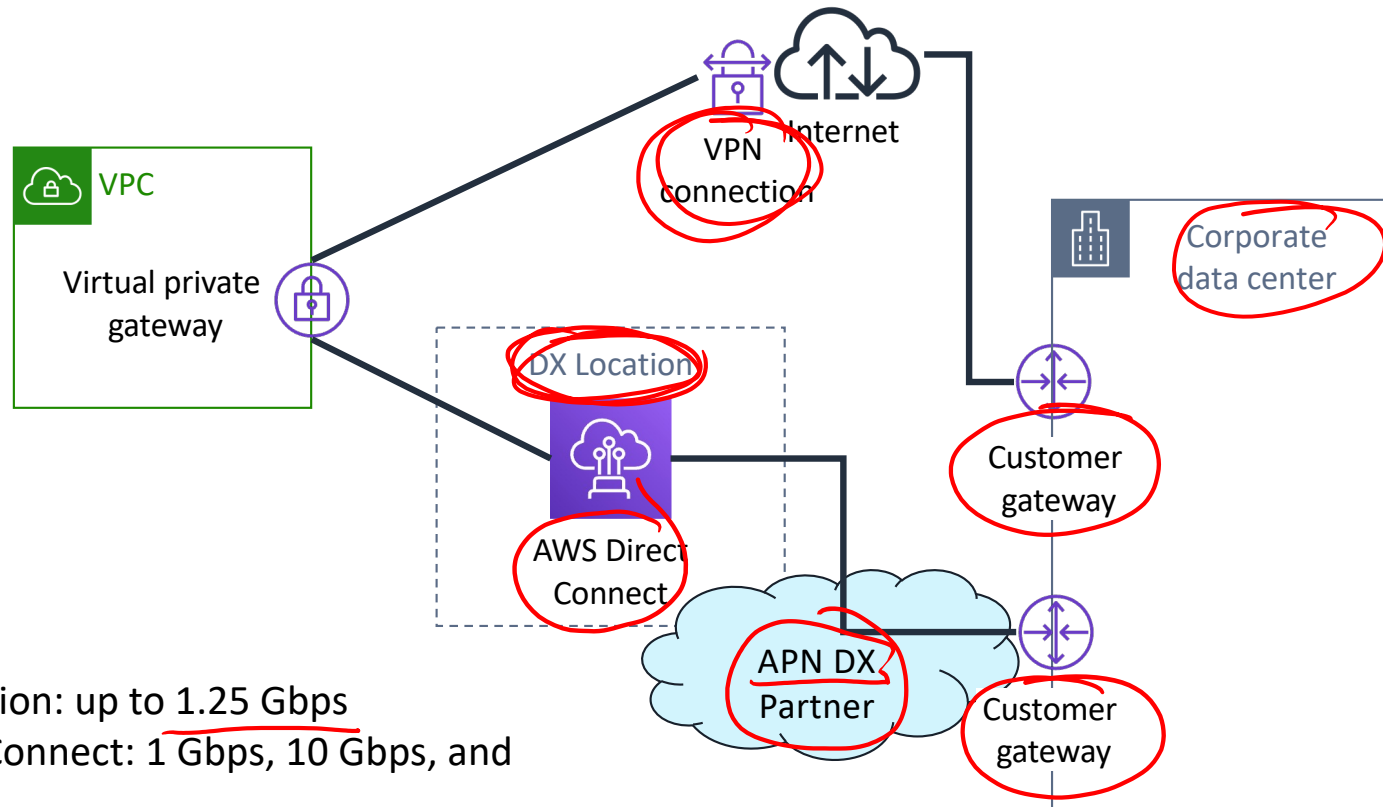 Internet
VPN
connection
VPC
Corporate
data center
Virtual private
gateway
DX Location
Customer
gateway
AWS Direct
Connect
APN DX
Partner
Customer
gateway
ion: up to 1.25 Gbps
onnect: 1 Gbps, 10 Gbps, and